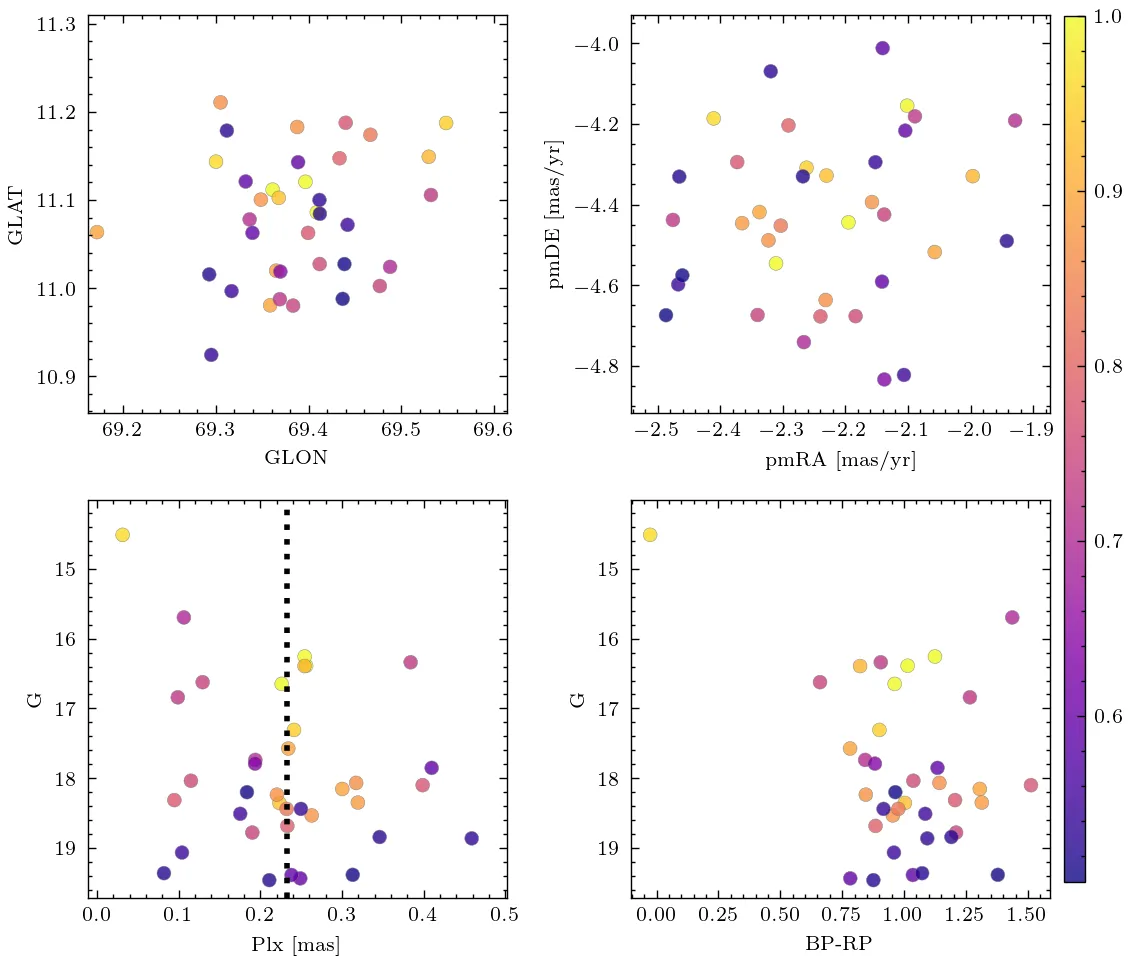 11.3
11.2
11.1
11.0
10.9
GLAT
69.2 69.3 69.4 69.5 69.6
GLON
−4.0
−4.2
−4.4
−4.6
−4.8
pmDE [mas/yr]
−2.5 −2.4 −2.3 −2.2 −2.1 −2.0 −1.9
pmRA [mas/yr]
1.0
0.9
0.8
0.7
0.6
15
16
17
18
19
G
0.0 0.1 0.2 0.3 0.4 0.5
Plx [mas]
15
16
17
18
19
G
0.00 0.25 0.50 0.75 1.00 1.25 1.50
BP-RP